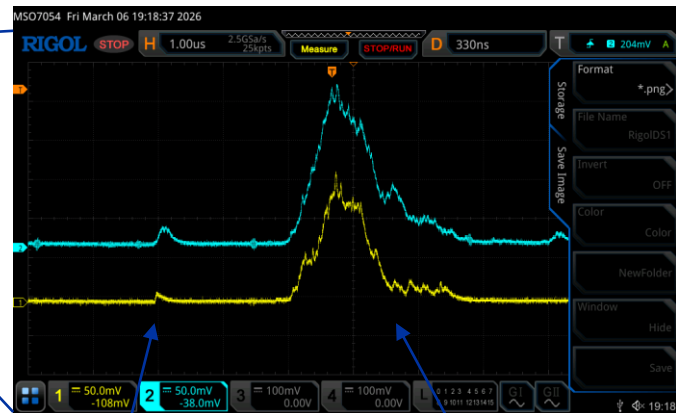 MSO7054 Fri March 06 19:18:37 2026
RIGOL STOP H 1.00us 2.5GSa/s 25kpts Measure STOP/RUN D 330ns T 2 204mV A
T
Format
*.png>
Storage
File Name
RigolDS1
Save Image
Invert
OFF
Color
Color
2
NewFolder
1
Window
Hide
Save
1 50.0mV -108mV 2 50.0mV -38.0mV 3 100mV 0.00V 4 100mV 0.00V L 0 1 2 3 4 5 6 7 9 10 11 12 13 14 15 GI GII
19:18